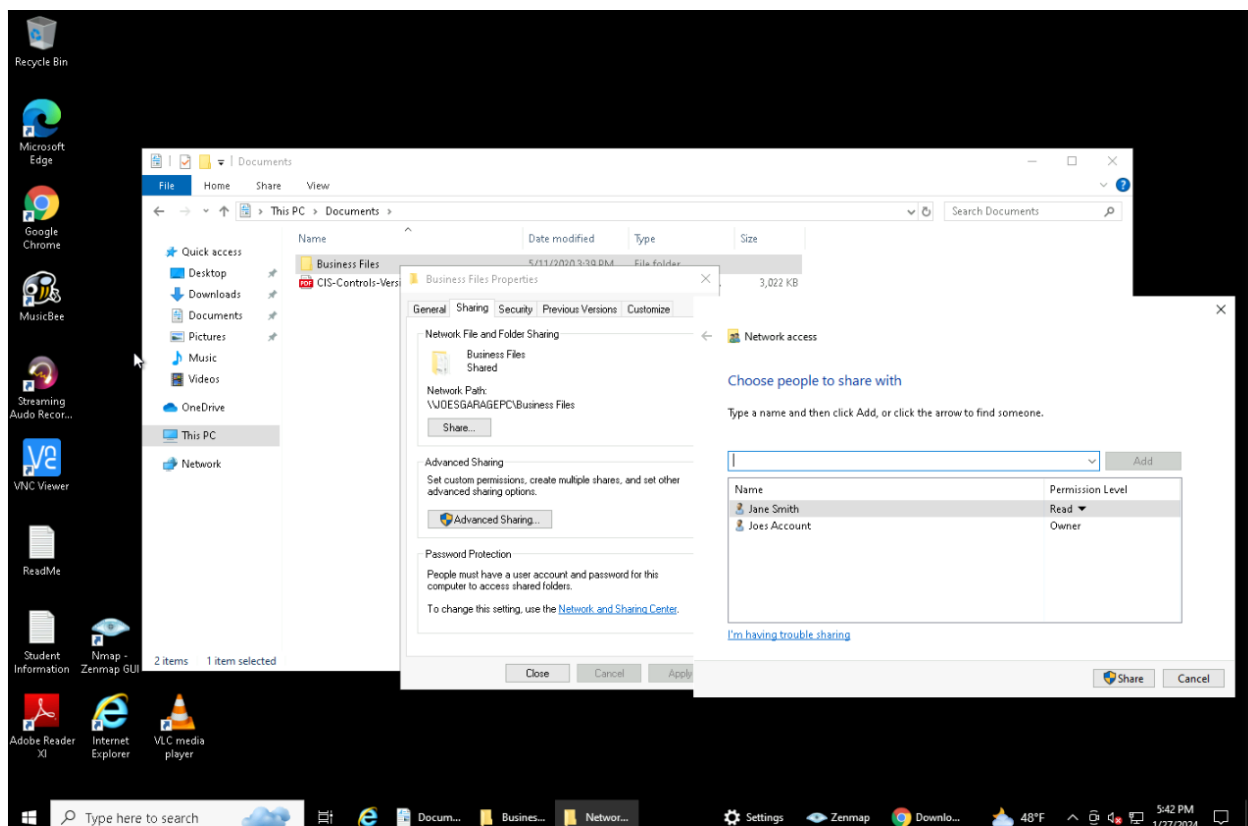 Recycle Bin
Microsoft
Edge
Google
Chrome
MusicBee
Streaming
Audo Recor...
VNC Viewer
ReadMe
Student
Information
Nmap -
Zenmap GUI
Adobe Reader
XI
Internet
Explorer
VLC media
player
Documents
File Home Share View
This PC > Documents >
Search Documents
Quick access
Desktop
Downloads
Documents
Pictures
Music
Videos
OneDrive
This PC
Network
Name Date modified Type Size
Business Files 5/11/2020 3:39 PM File folder
CIS-Controls-Versi 3,022 KB
2 items 1 item selected
Business Files Properties
General Sharing Security Previous Versions Customize
Network File and Folder Sharing
Business Files
Shared
Network Path:
\\JOESGARAGEPC\Business Files
Share...
Advanced Sharing
Set custom permissions, create multiple shares, and set other
advanced sharing options.
Advanced Sharing...
Password Protection
People must have a user account and password for this
computer to access shared folders.
To change this setting, use the Network and Sharing Center.
Close Cancel Apply
Network access
Choose people to share with
Type a name and then click Add, or click the arrow to find someone.
Add
Name Permission Level
Jane Smith Read
Joes Account Owner
I'm having trouble sharing
Share Cancel
Type here to search
Docum... Busines... Networ... Settings Zenmap Downlo... 48°F
5:42 PM
1/27/2024